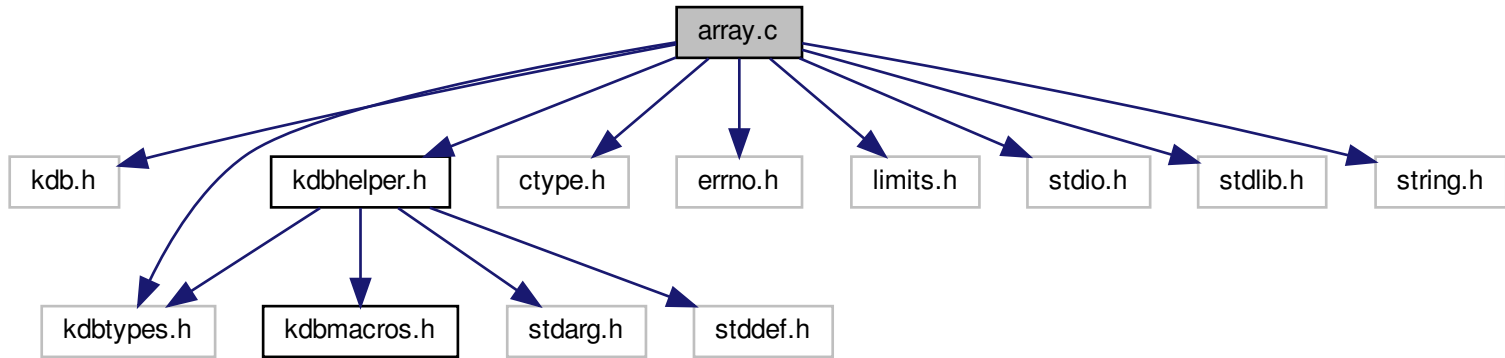 array.c
kdb.h
kdbhelper.h
ctype.h
errno.h
limits.h
stdio.h
stdlib.h
string.h
kdbtypes.h
kdbmacros.h
stdarg.h
stddef.h